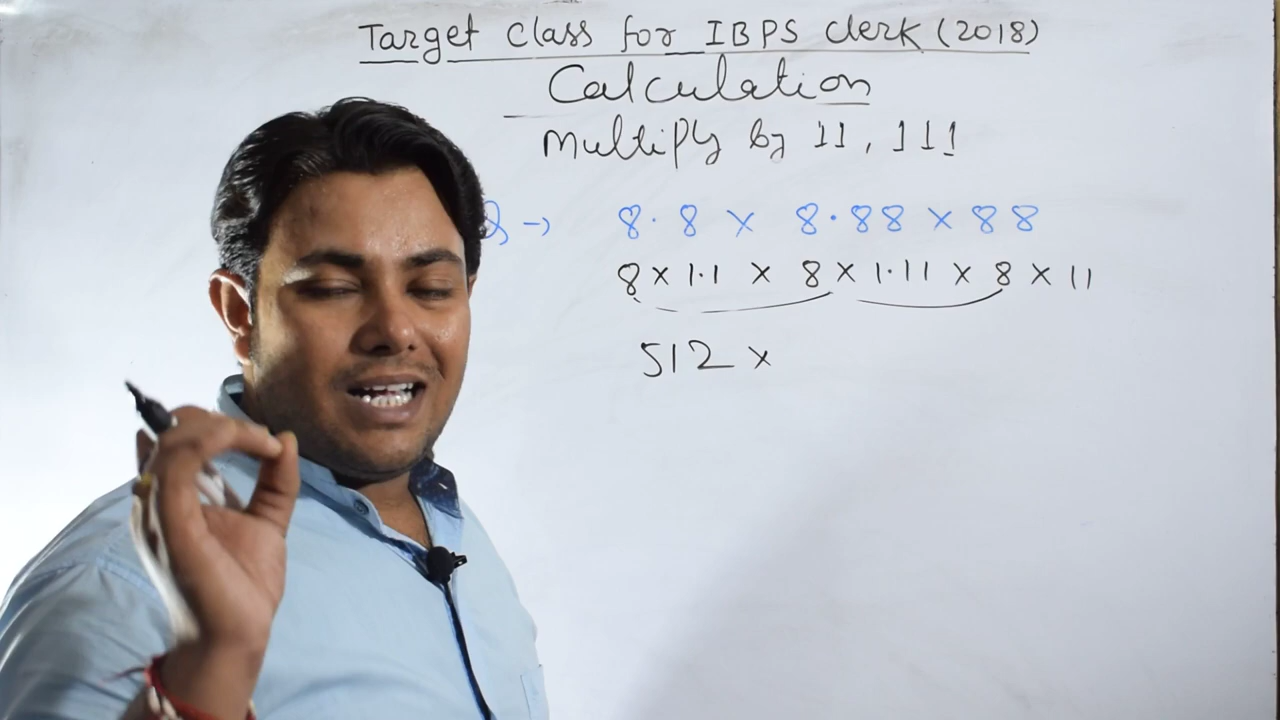 Target Class for IBPS Clerk (2018)
Calculation
Multiply by 11, 111
Q→ 8.8 × 8.88 × 88
8 × 1.1 × 8 × 1.11 × 8 × 11
512 ×